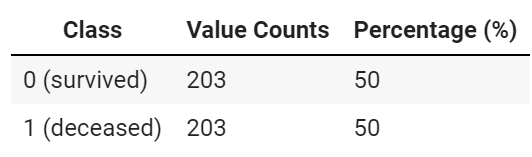 Class Value Counts Percentage (%)
0 (survived) 203 50
1 (deceased) 203 50